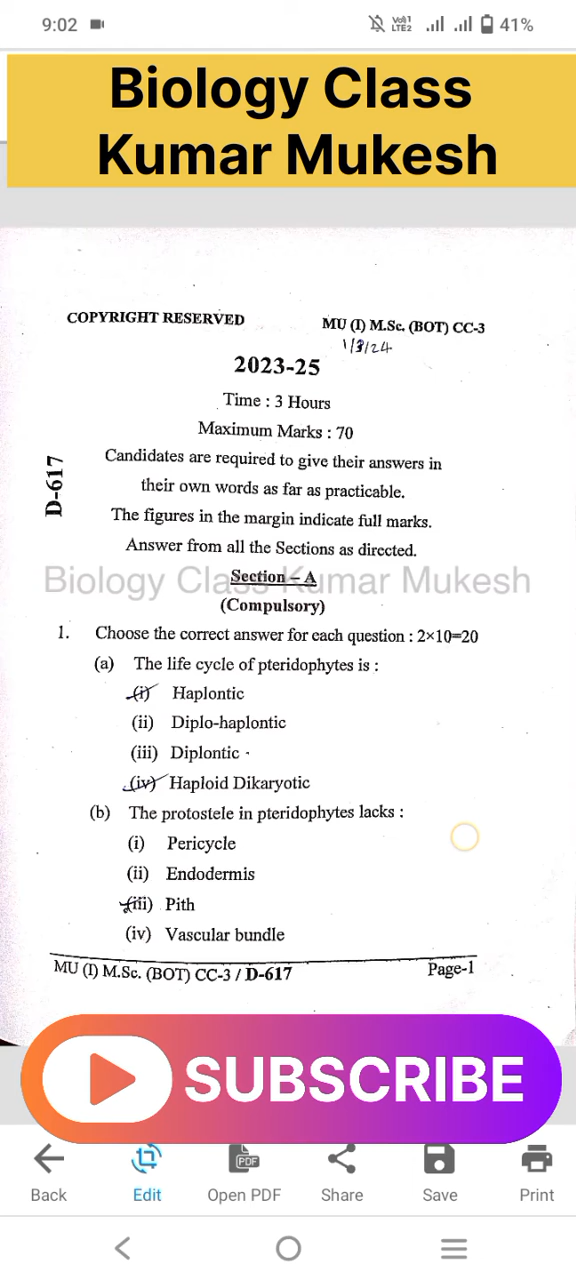 9:02
Vo)) LTE2
41%
Biology Class
Kumar Mukesh
COPYRIGHT RESERVED
MU (I) M.Sc. (BOT) CC-3
1/3/24
2023-25
Time : 3 Hours
Maximum Marks : 70
D-617
Candidates are required to give their answers in
their own words as far as practicable.
The figures in the margin indicate full marks.
Answer from all the Sections as directed.
Section – A
Biology Class Kumar Mukesh
(Compulsory)
1. Choose the correct answer for each question : 2×10=20
(a) The life cycle of pteridophytes is :
(i) Haplontic
(ii) Diplo-haplontic
(iii) Diplontic
(iv) Haploid Dikaryotic
(b) The protostele in pteridophytes lacks :
(i) Pericycle
(ii) Endodermis
(iii) Pith
(iv) Vascular bundle
MU (I) M.Sc. (BOT) CC-3 / D-617
Page-1
SUBSCRIBE
PDF
Back
Edit
Open PDF
Share
Save
Print